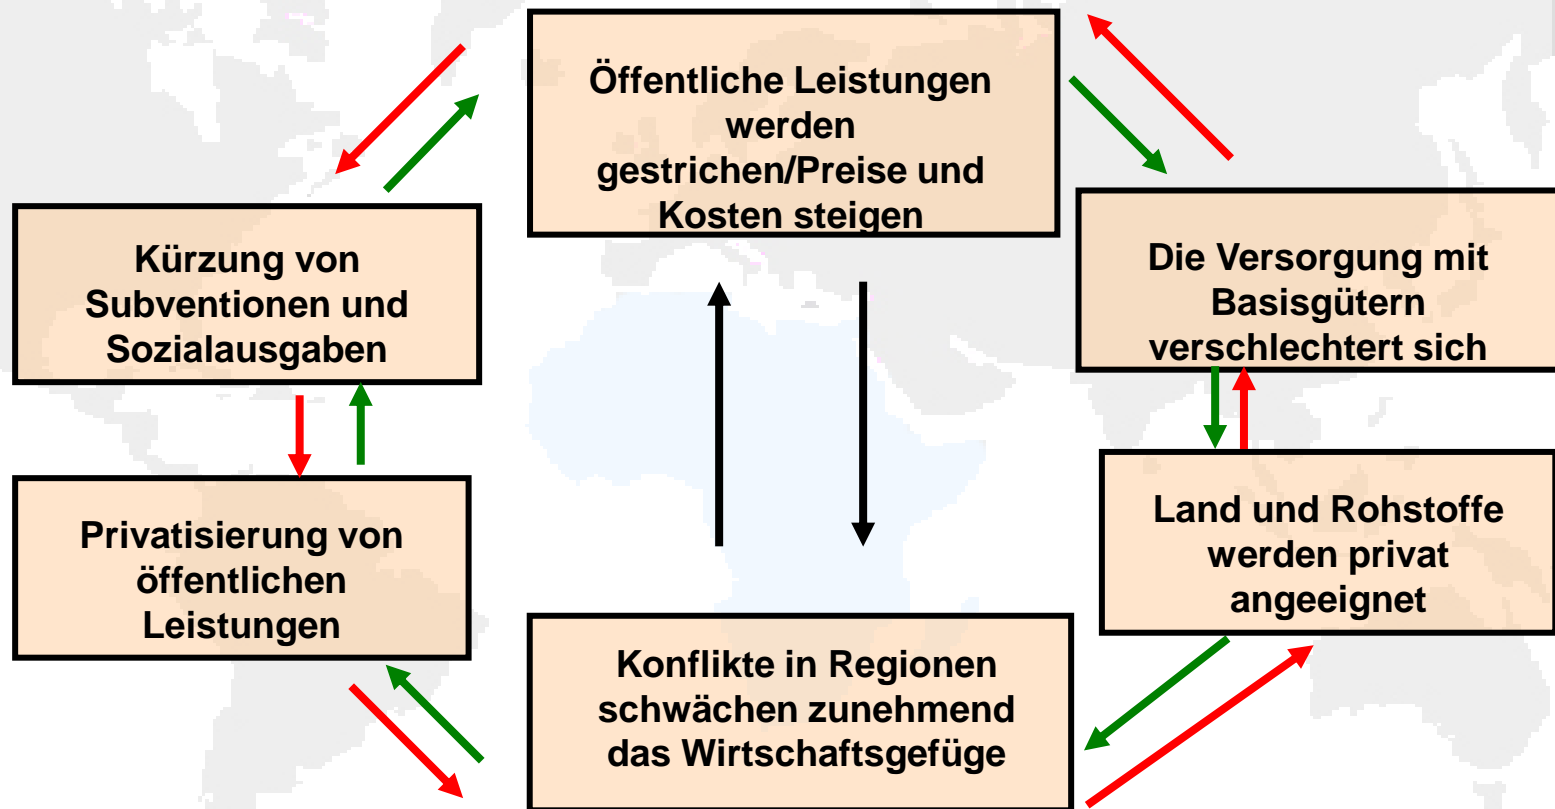 Öffentliche Leistungen
werden
gestrichen/Preise und
Kosten steigen
Kürzung von
Subventionen und
Sozialausgaben
Die Versorgung mit
Basisgütern
verschlechtert sich
Privatisierung von
öffentlichen
Leistungen
Land und Rohstoffe
werden privat
angeeignet
Konflikte in Regionen
schwächen zunehmend
das Wirtschaftsgefüge